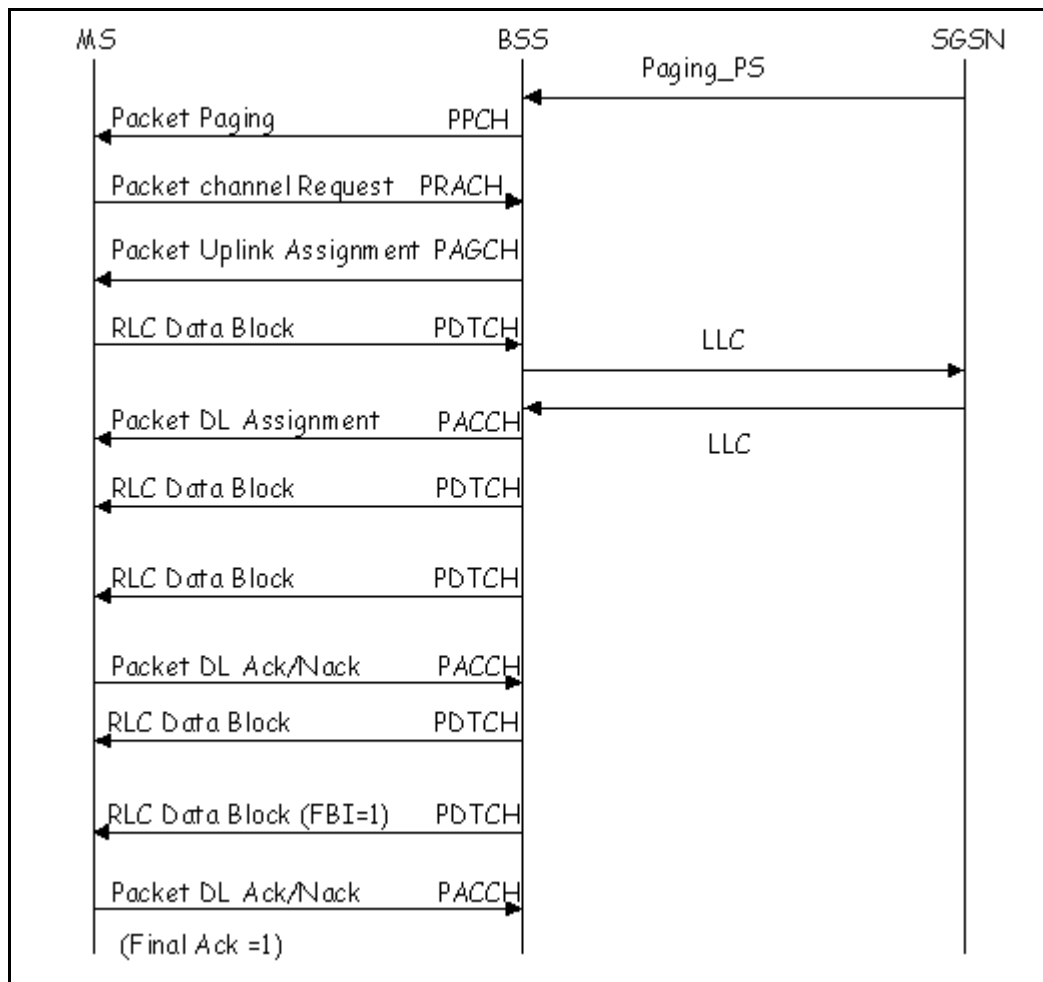 MS BSS SGSN
Paging_PS
Packet Paging PPCH
Packet channel Request PRACH
Packet Uplink Assignment PAGCH
RLC Data Block PDTCH
LLC
Packet DL Assignment PACCH
LLC
RLC Data Block PDTCH
RLC Data Block PDTCH
Packet DL Ack/Nack PACCH
RLC Data Block PDTCH
RLC Data Block (FBI=1) PDTCH
Packet DL Ack/Nack PACCH
(Final Ack =1)